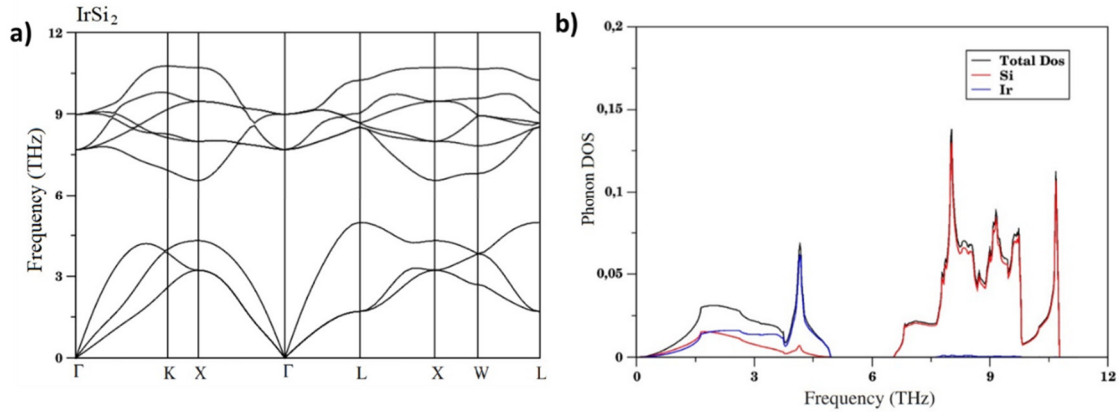 a)
IrSi₂
12
9
6
3
0
Frequency (THz)
Γ K X Γ L X W L
b)
0,2
0,15
0,1
0,05
0
Phonon DOS
Total Dos
Si
Ir
0 3 6 9 12
Frequency (THz)